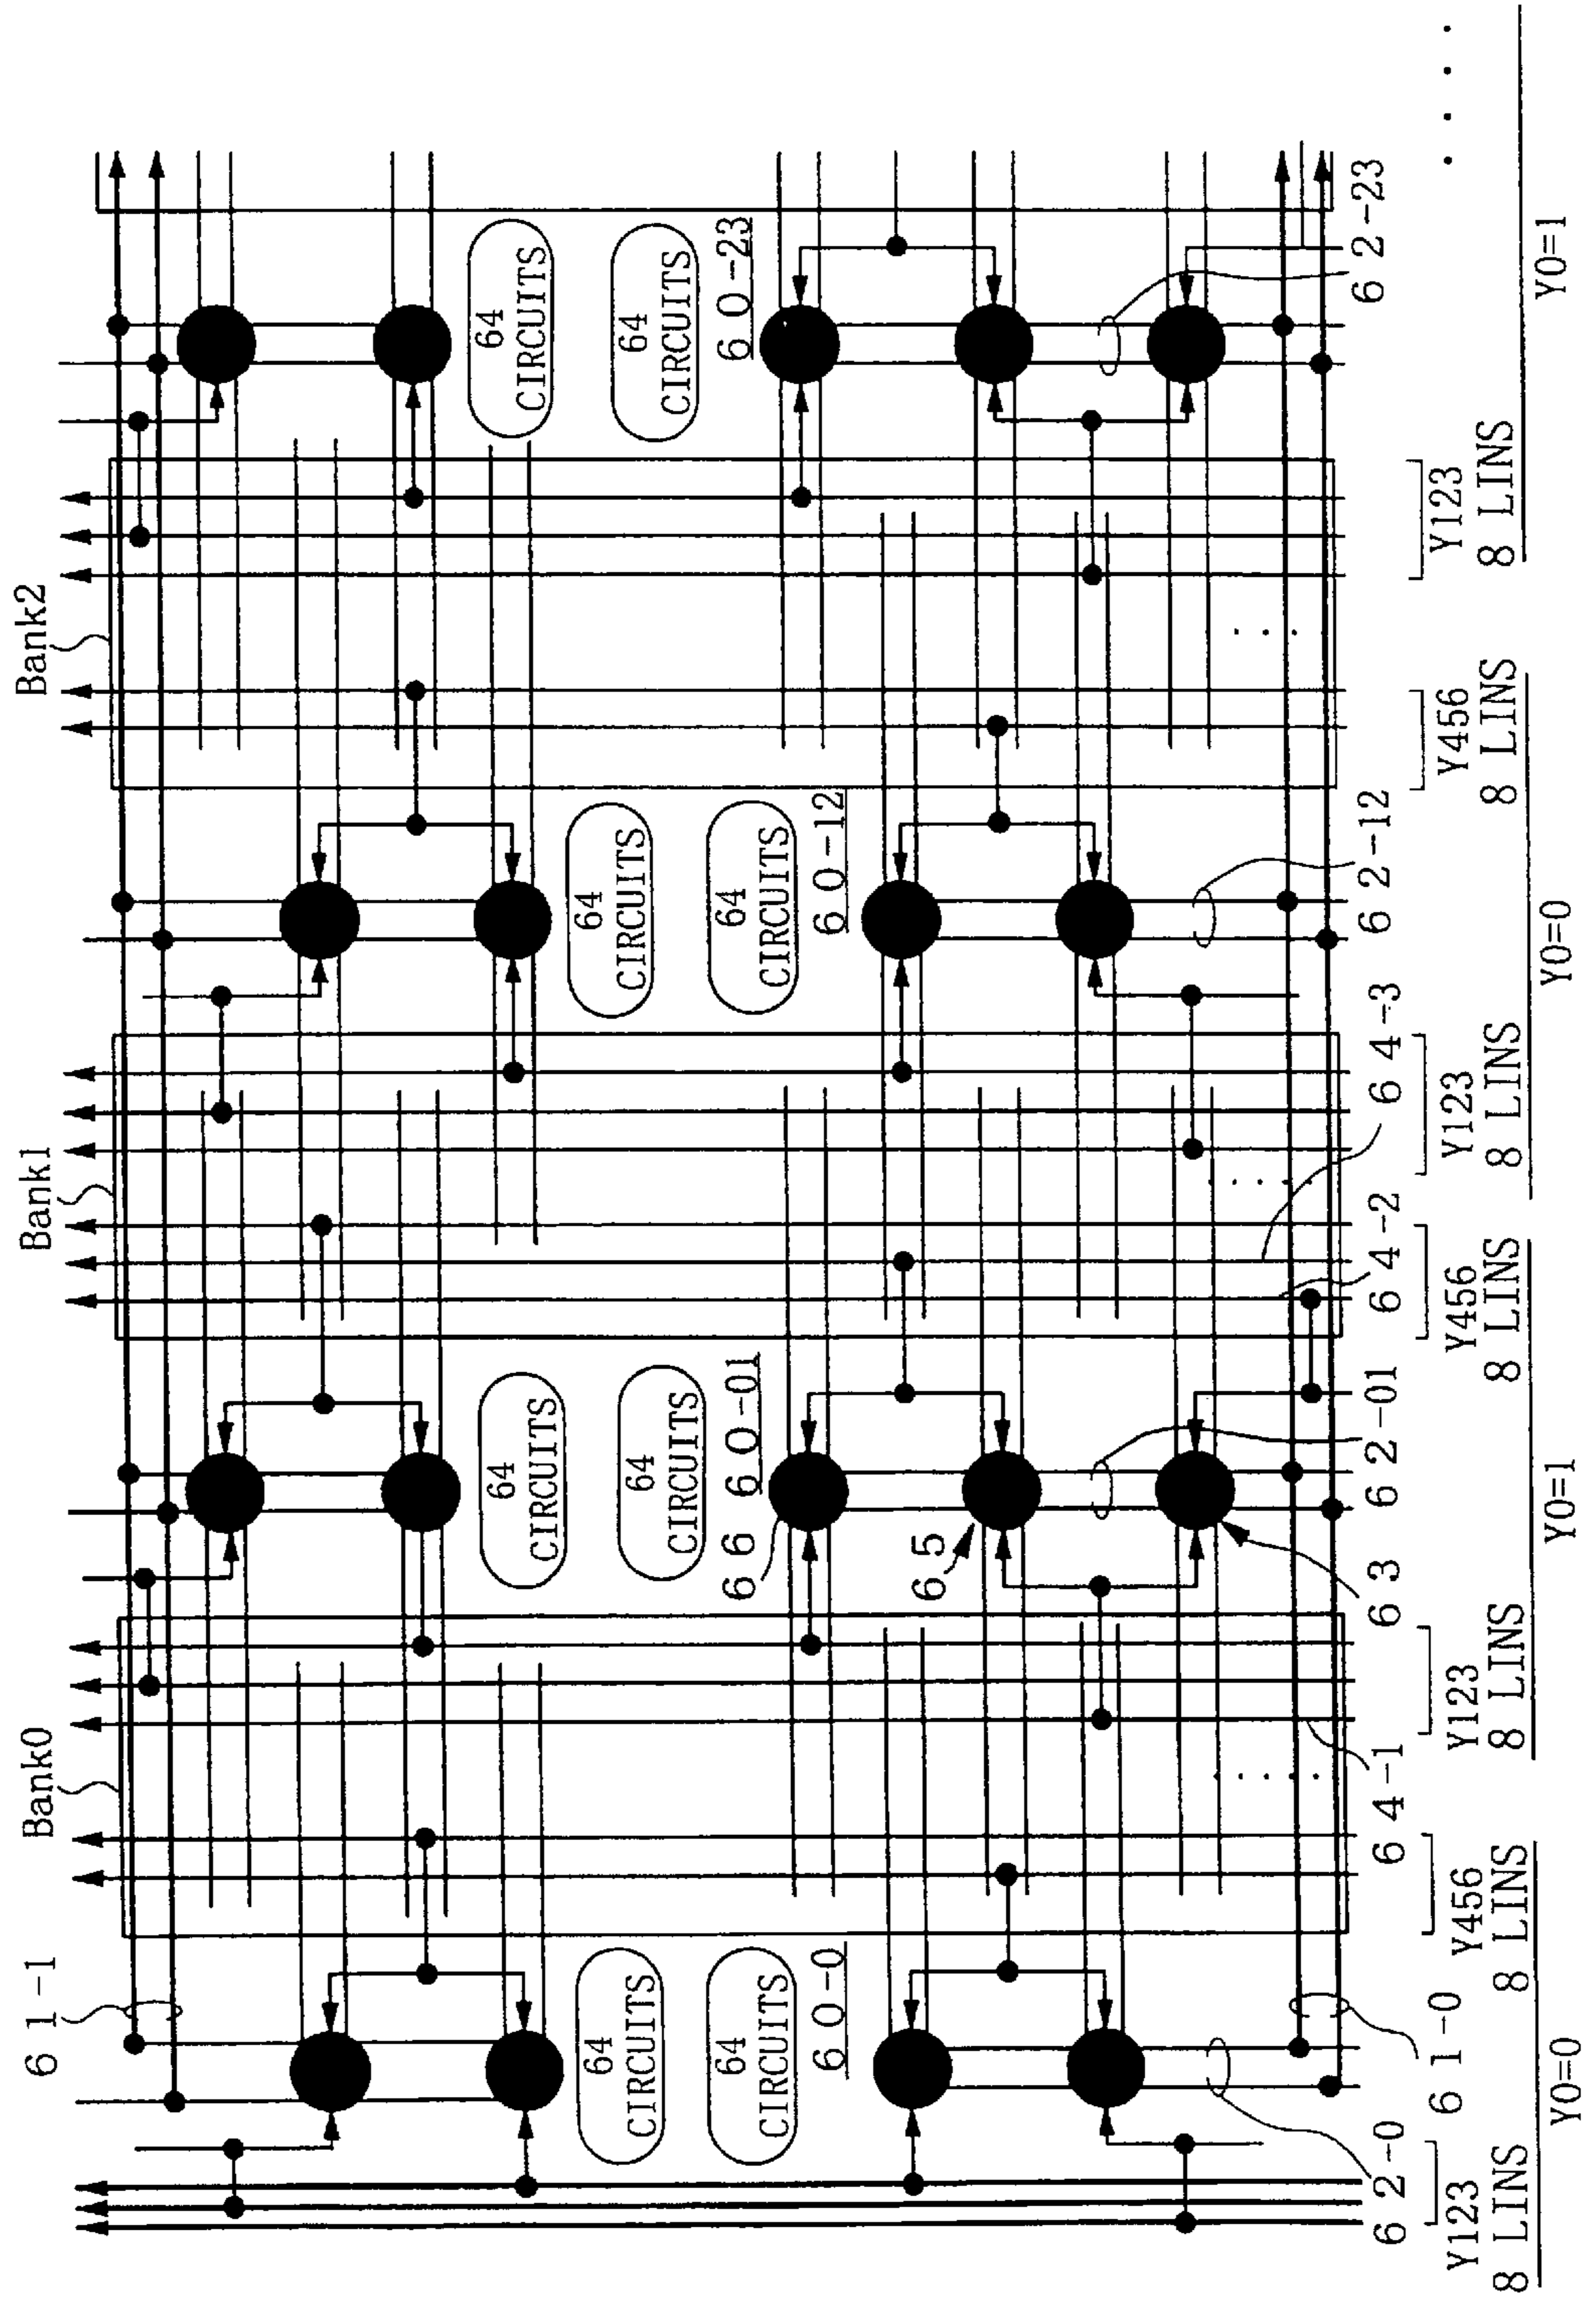 61-1
Bank0
Bank1
Bank2
64
CIRCUITS
64
CIRCUITS
60-0
64
CIRCUITS
64
CIRCUITS
60-01
66
65
63
64
CIRCUITS
64
CIRCUITS
60-12
64
CIRCUITS
64
CIRCUITS
60-23
62-0
61-0
64-1
62-01
64-2
64-3
62-12
62-23
Y123
8 LINS
Y456
8 LINS
Y123
8 LINS
Y456
8 LINS
Y123
8 LINS
Y456
8 LINS
Y123
8 LINS
Y0=0
Y0=1
Y0=0
Y0=1